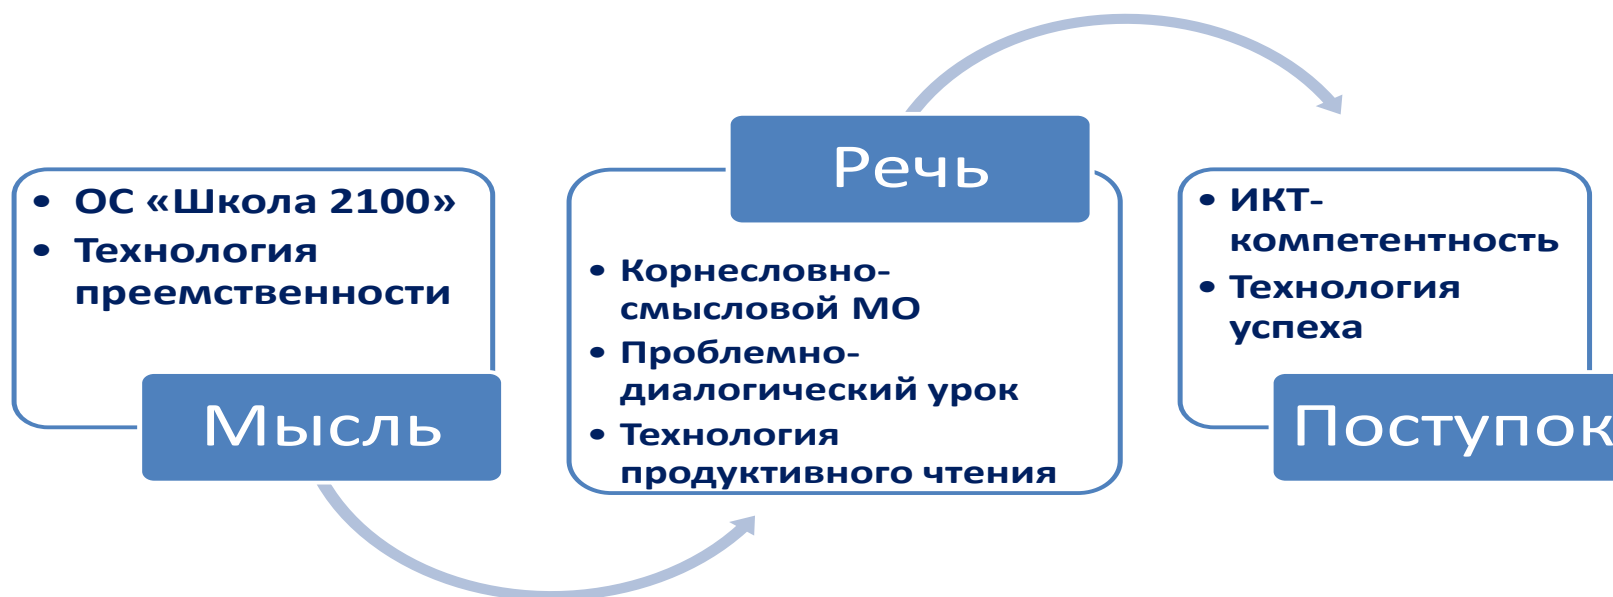 • ОС «Школа 2100»
• Технология
преемственности
Мысль
Речь
• Корнесловно-
смысловой МО
• Проблемно-
диалогический урок
• Технология
продуктивного чтения
• ИКТ-
компетентность
• Технология
успеха
Поступок